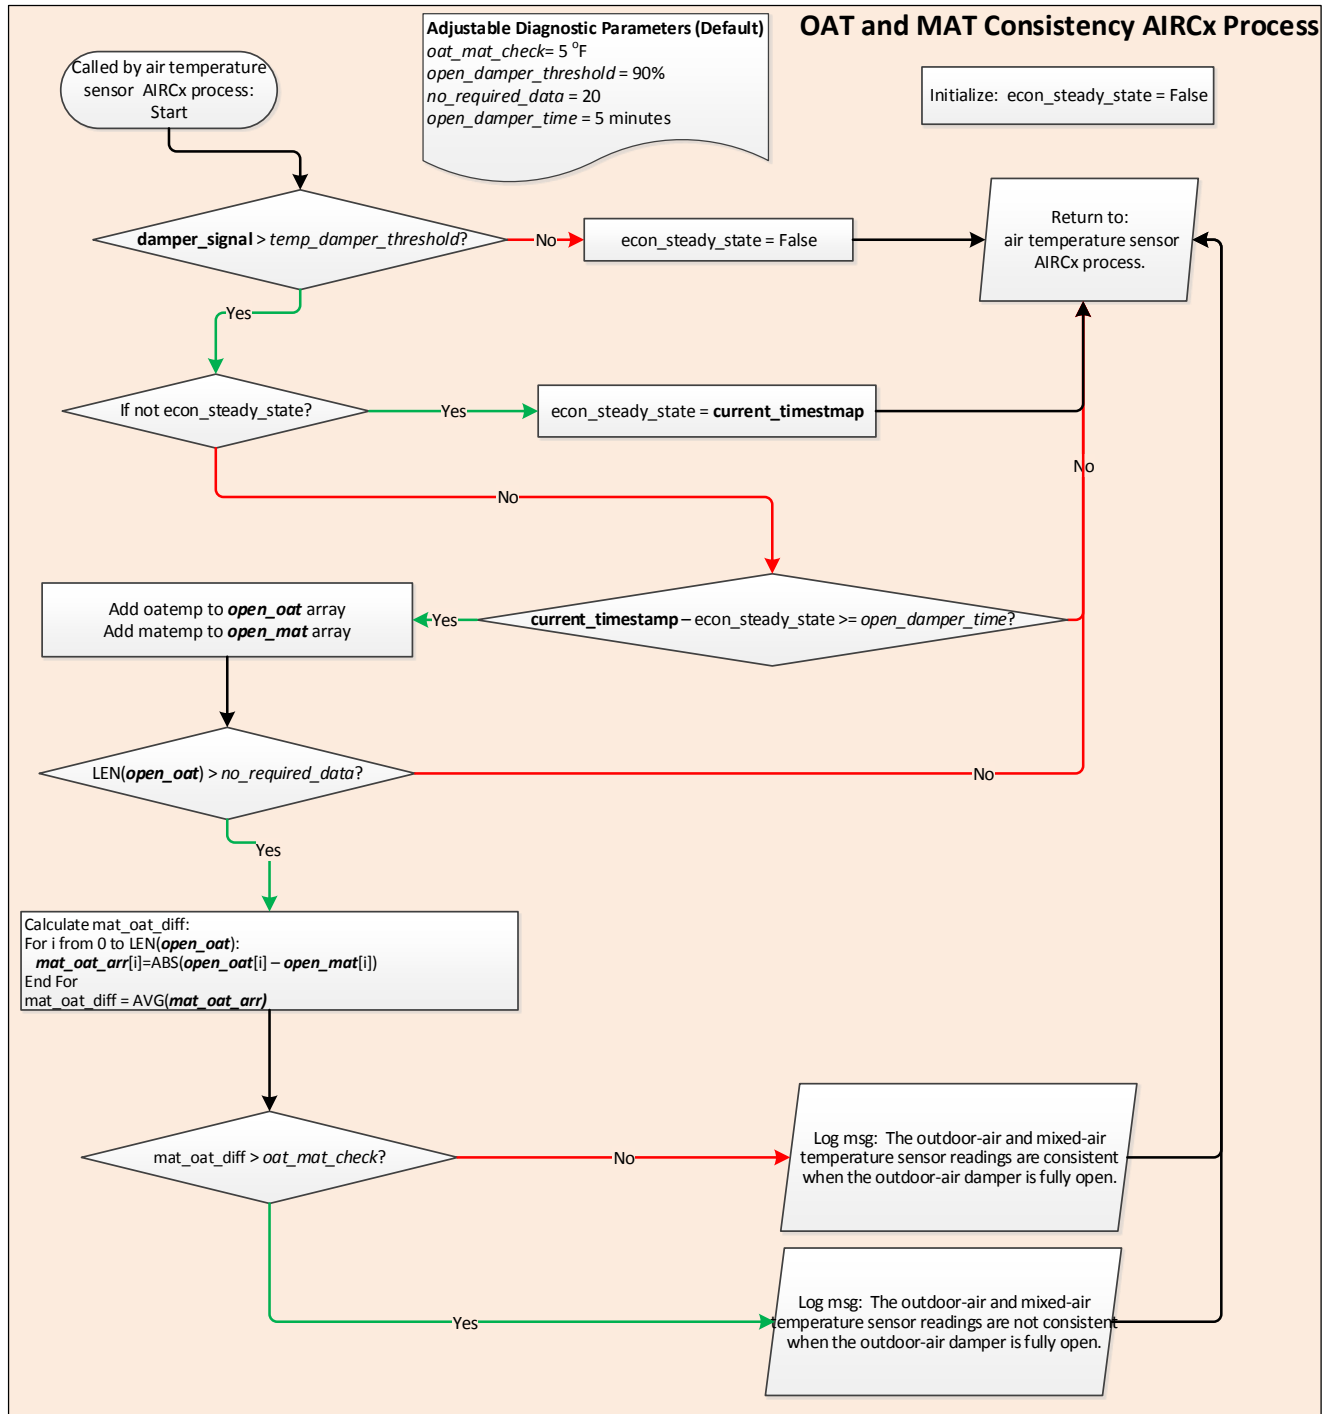 OAT and MAT Consistency AIRCx Process
Adjustable Diagnostic Parameters (Default)
oat_mat_check= 5 °F
open_damper_threshold = 90%
no_required_data = 20
open_damper_time = 5 minutes
Called by air temperature
sensor AIRCx process:
Start
Initialize: econ_steady_state = False
damper_signal > temp_damper_threshold?
No
econ_steady_state = False
Return to:
air temperature sensor
AIRCx process.
Yes
If not econ_steady_state?
Yes
econ_steady_state = current_timestmap
No
No
Add oatemp to open_oat array
Add matemp to open_mat array
Yes
current_timestamp – econ_steady_state >= open_damper_time?
LEN(open_oat) > no_required_data?
No
Yes
Calculate mat_oat_diff:
For i from 0 to LEN(open_oat):
mat_oat_arr[i]=ABS(open_oat[i] – open_mat[i])
End For
mat_oat_diff = AVG(mat_oat_arr)
mat_oat_diff > oat_mat_check?
No
Log msg: The outdoor-air and mixed-air
temperature sensor readings are consistent
when the outdoor-air damper is fully open.
Yes
Log msg: The outdoor-air and mixed-air
temperature sensor readings are not consistent
when the outdoor-air damper is fully open.